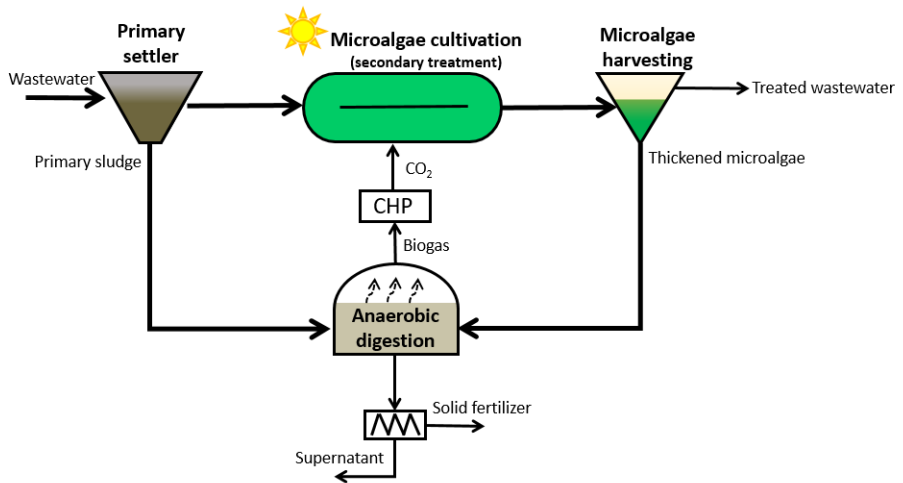 Primary
settler
Microalgae cultivation
(secondary treatment)
Microalgae
harvesting
Wastewater
Treated wastewater
Primary sludge
Thickened microalgae
CO₂
CHP
Biogas
Anaerobic
digestion
Solid fertilizer
Supernatant